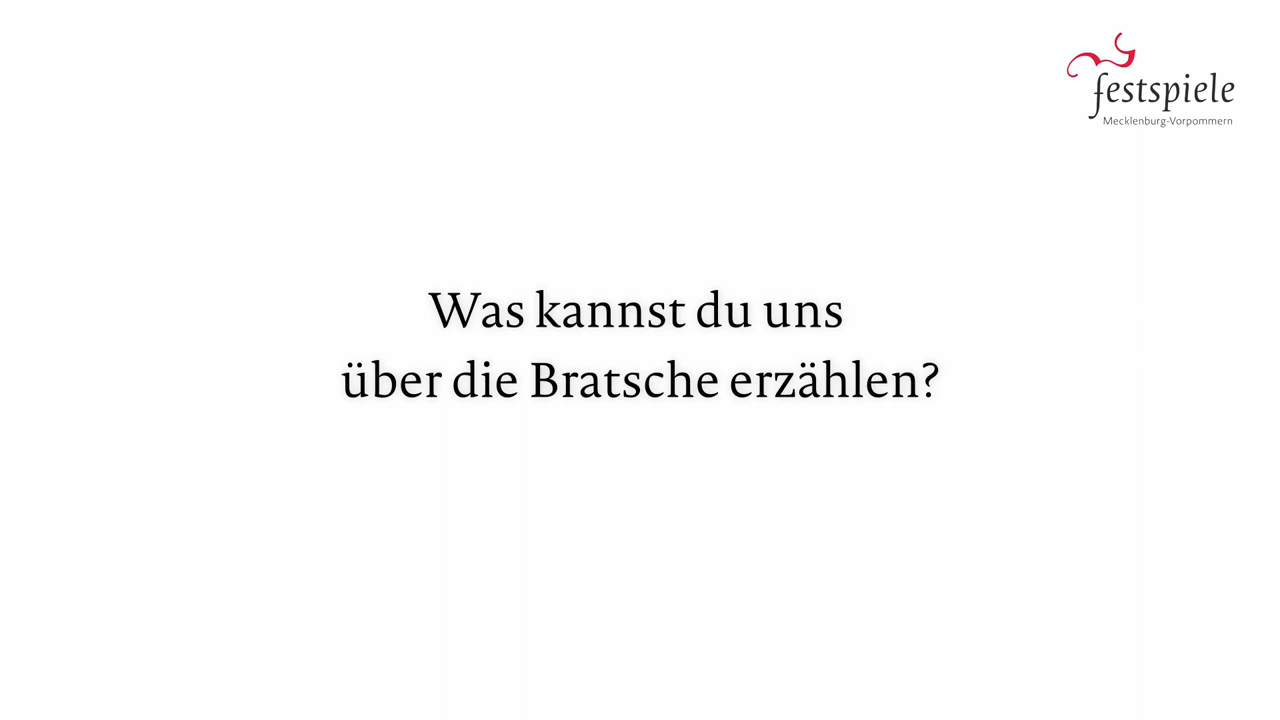 festspiele
Mecklenburg-Vorpommern
Was kannst du uns
über die Bratsche erzählen?